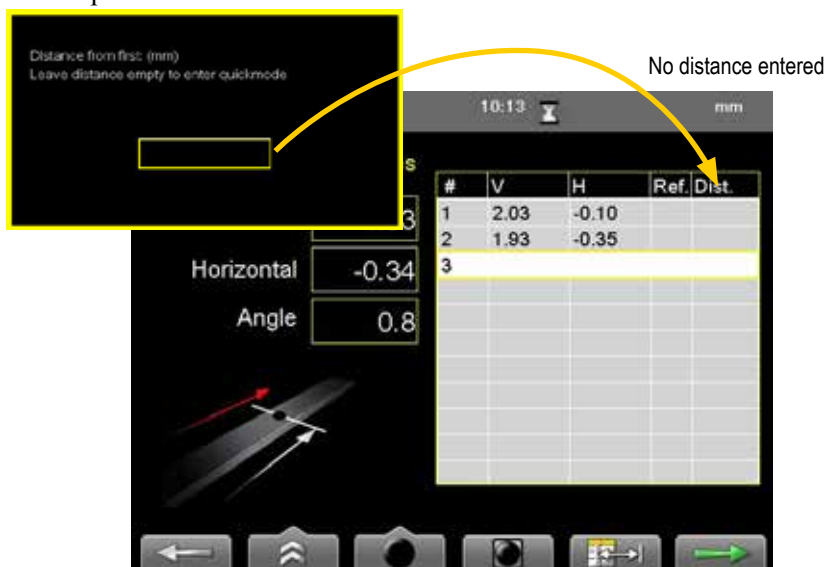 Distance from first: (mm)
Leave distance empty to enter quickmode
No distance entered
10:13 mm
# V H Ref. Dist.
1 2.03 -0.10
2 1.93 -0.35
3
Horizontal -0.34
Angle 0.8